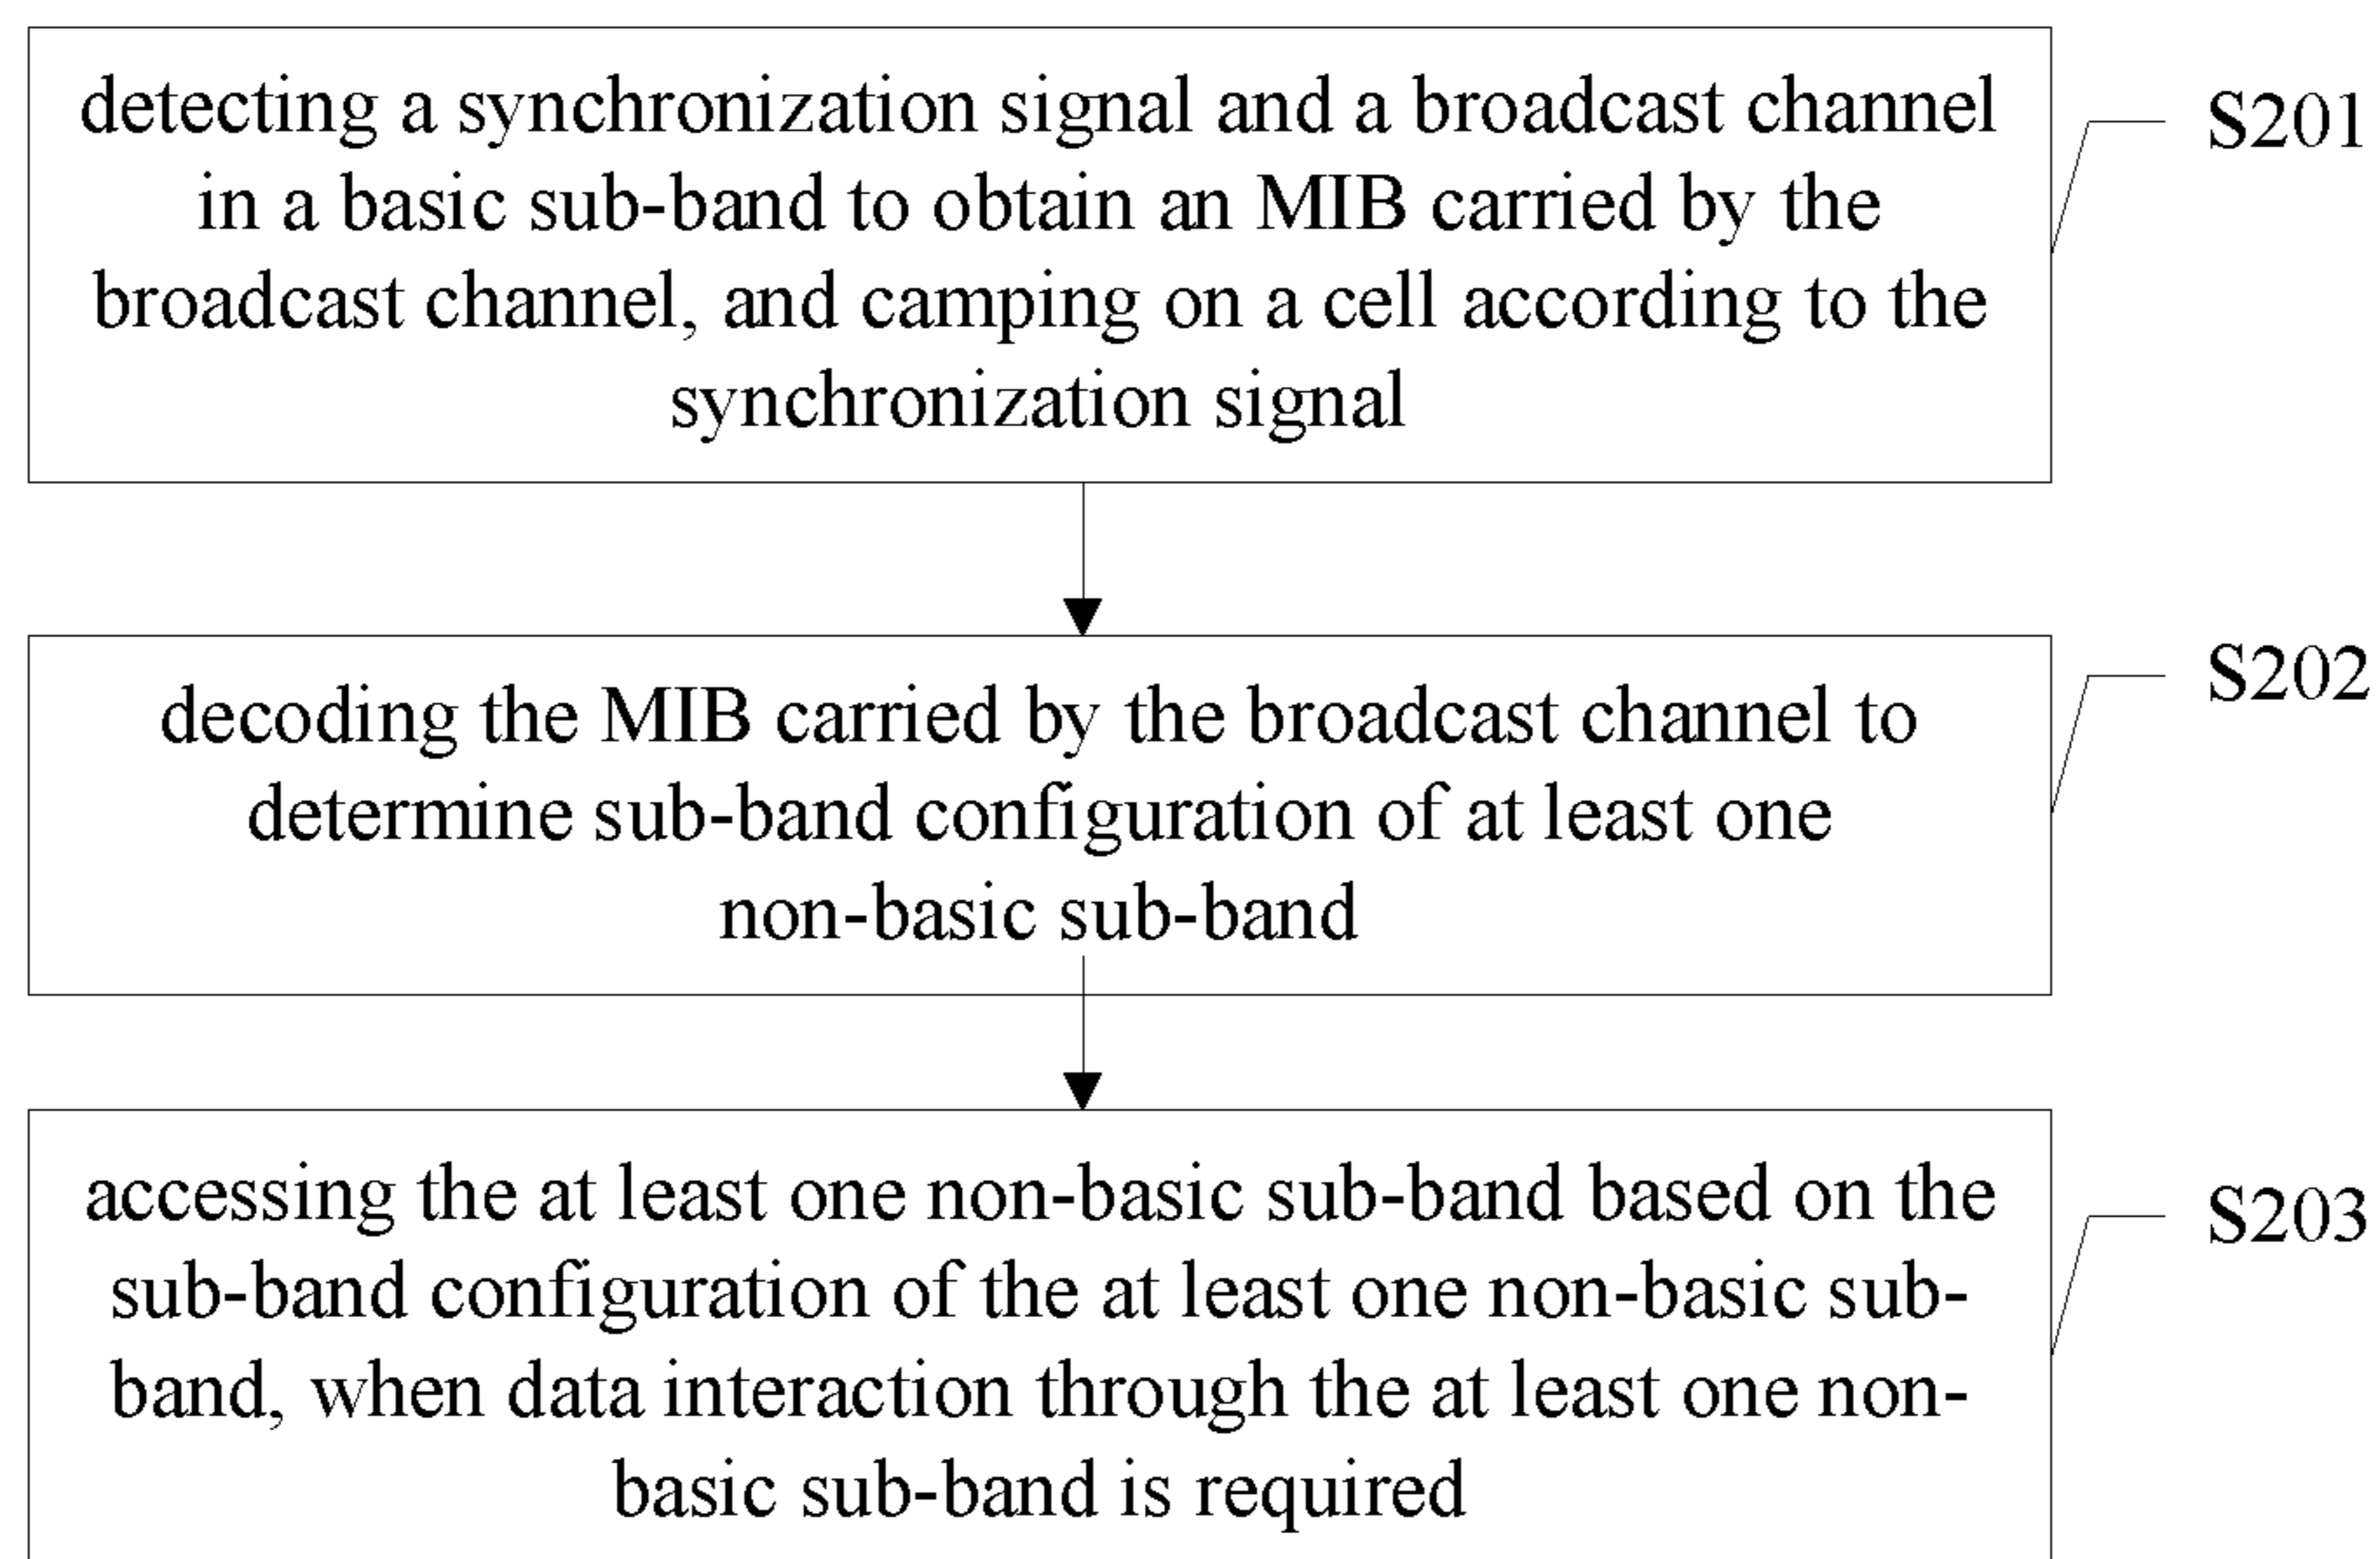 detecting a synchronization signal and a broadcast channel
in a basic sub-band to obtain an MIB carried by the
broadcast channel, and camping on a cell according to the
synchronization signal
S201
decoding the MIB carried by the broadcast channel to
determine sub-band configuration of at least one
non-basic sub-band
S202
accessing the at least one non-basic sub-band based on the
sub-band configuration of the at least one non-basic sub-
band, when data interaction through the at least one non-
basic sub-band is required
S203